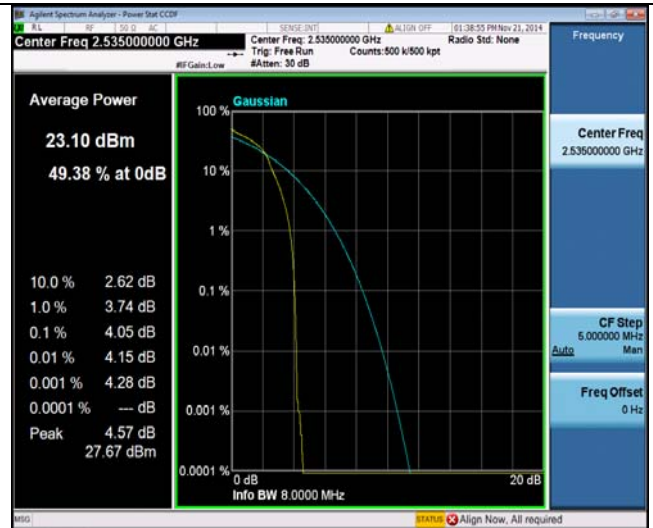 Agilent Spectrum Analyzer - Power Stat CCDF
RL RF 50 Ω AC SENSE:INT ALIGN OFF 01:38:55 PM Nov 21, 2014
Center Freq 2.535000000 GHz
Center Freq: 2.535000000 GHz Radio Std: None
Trig: Free Run Counts:500 k/500 kpt
#IFGain:Low #Atten: 30 dB
Frequency
Average Power
23.10 dBm
49.38 % at 0dB
10.0 % 2.62 dB
1.0 % 3.74 dB
0.1 % 4.05 dB
0.01 % 4.15 dB
0.001 % 4.28 dB
0.0001 % --- dB
Peak 4.57 dB
27.67 dBm
Gaussian
100 %
10 %
1 %
0.1 %
0.01 %
0.001 %
0.0001 %
0 dB 20 dB
Info BW 8.0000 MHz
Center Freq
2.535000000 GHz
CF Step
5.000000 MHz
Auto Man
Freq Offset
0 Hz
MSG STATUS Align Now, All required